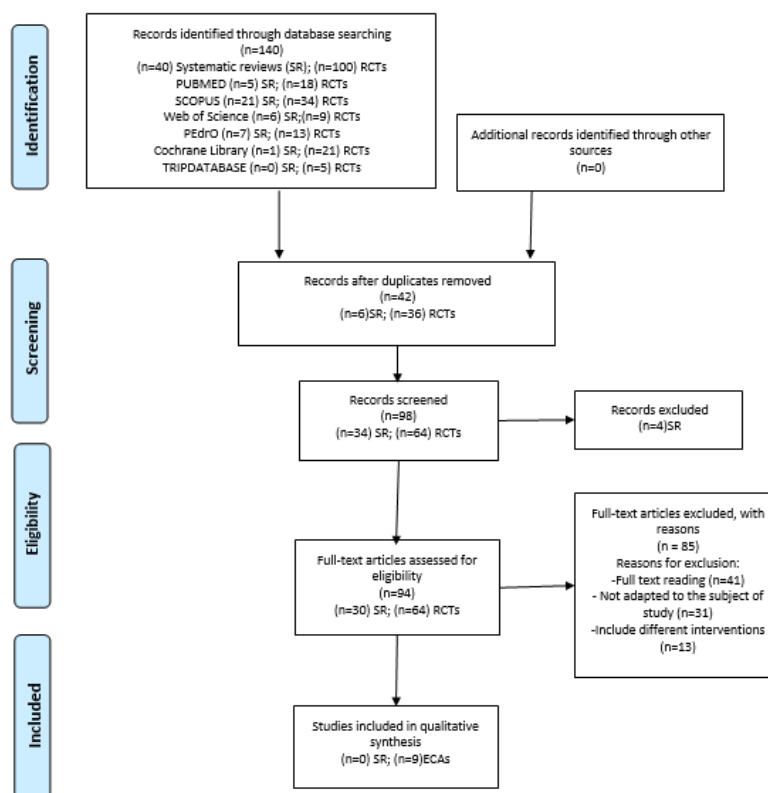 Identification
Records identified through database searching
(n=140)
(n=40) Systematic reviews (SR); (n=100) RCTs
PUBMED (n=5) SR; (n=18) RCTs
SCOPUS (n=21) SR; (n=34) RCTs
Web of Science (n=6) SR;(n=9) RCTs
PEdrO (n=7) SR; (n=13) RCTs
Cochrane Library (n=1) SR; (n=21) RCTs
TRIPDATABASE (n=0) SR; (n=5) RCTs
Additional records identified through other
sources
(n=0)
Screening
Records after duplicates removed
(n=42)
(n=6)SR; (n=36) RCTs
Records screened
(n=98)
(n=34) SR; (n=64) RCTs
Records excluded
(n=4)SR
Eligibility
Full-text articles assessed for
eligibility
(n=94)
(n=30) SR; (n=64) RCTs
Full-text articles excluded, with
reasons
(n = 85)
Reasons for exclusion:
-Full text reading (n=41)
- Not adapted to the subject of
study (n=31)
-Include different interventions
(n=13)
Included
Studies included in qualitative
synthesis
(n=0) SR; (n=9)ECAs